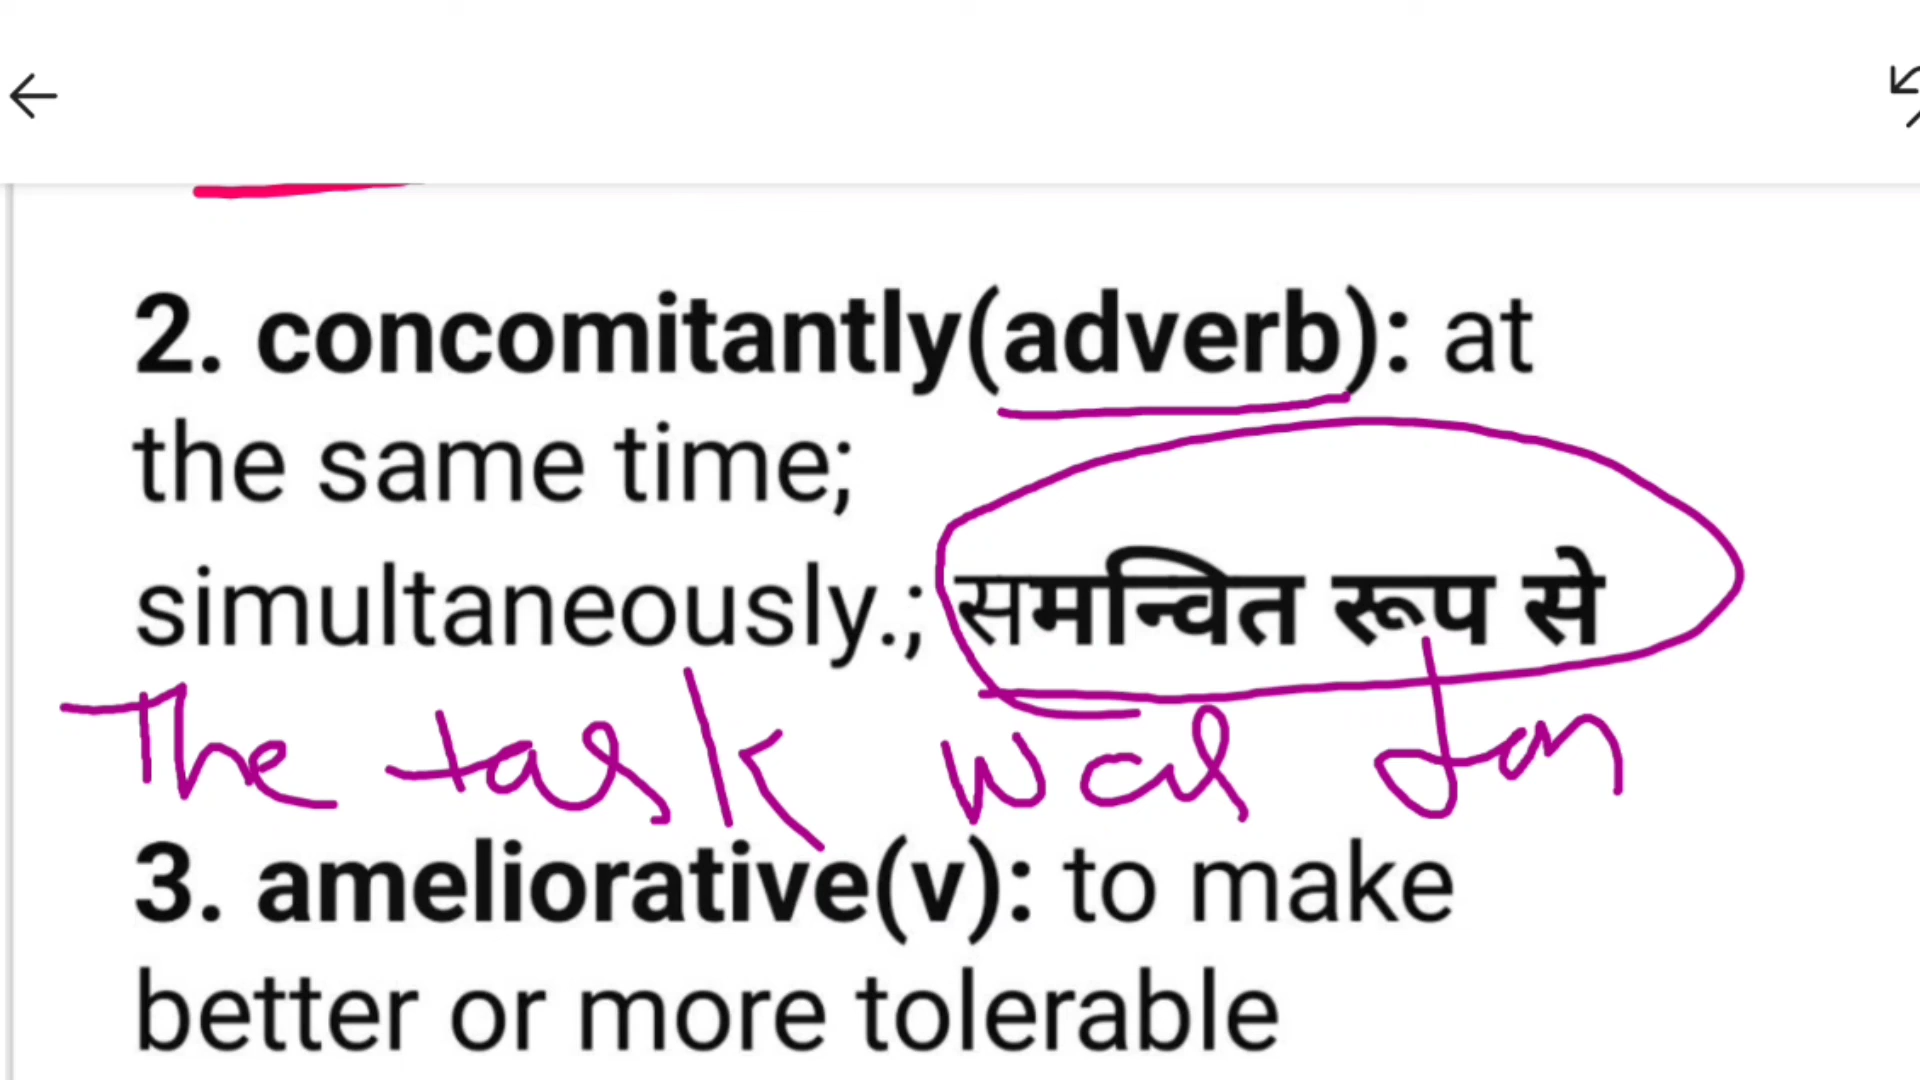 2. concomitantly(adverb): at
the same time;
simultaneously.; समन्वित रूप से
The task was don
3. ameliorative(v): to make
better or more tolerable